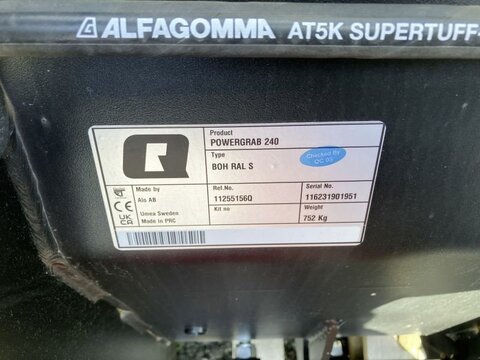 ALFAGOMMA AT5K SUPERTUFF
Product
POWERGRAB 240
Type
BOH RAL S
Checked By
QC 05
Made by
Alo AB
Umea Sweden
Made in PRC
CE
UK
CA
Ref.No.
11255156Q
Serial No.
116231901951
Kit no
Weight
752 Kg